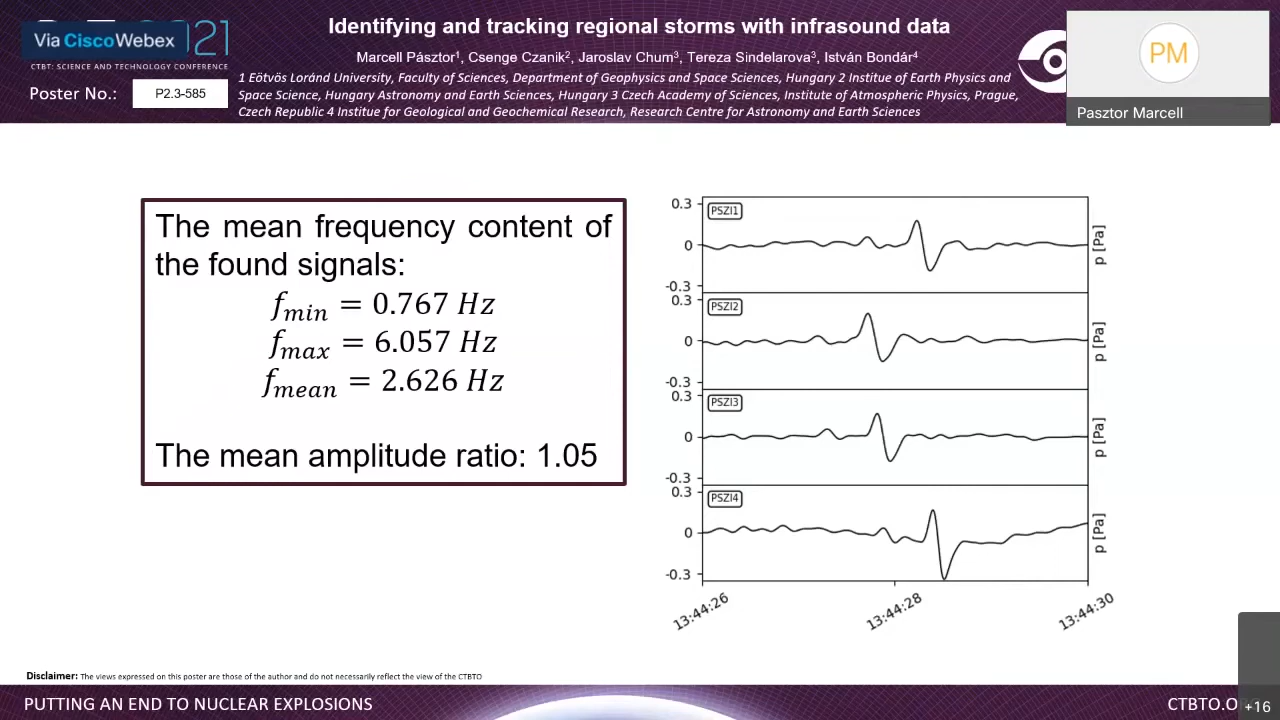 Identifying and tracking regional storms with infrasound data
Via CiscoWebex |21
CTBT: SCIENCE AND TECHNOLOGY CONFERENCE
Marcell Pásztor1, Csenge Czanik2, Jaroslav Chum3, Tereza Sindelarova3, István Bondár4
1 Eötvös Loránd University, Faculty of Sciences, Department of Geophysics and Space Sciences, Hungary 2 Institue of Earth Physics and
Space Science, Hungary Astronomy and Earth Sciences, Hungary 3 Czech Academy of Sciences, Institute of Atmospheric Physics, Prague,
Czech Republic 4 Institue for Geological and Geochemical Research, Research Centre for Astronomy and Earth Sciences
Poster No.: P2.3-585
PM
Pasztor Marcell
The mean frequency content of
the found signals:
fmin = 0.767 Hz
fmax = 6.057 Hz
fmean = 2.626 Hz
The mean amplitude ratio: 1.05
0.3
PSZI1
0
p [Pa]
-0.3
0.3
PSZI2
0
p [Pa]
-0.3
0.3
PSZI3
0
p [Pa]
-0.3
0.3
PSZI4
0
p [Pa]
-0.3
13:44:26 13:44:28 13:44:30
Disclaimer: The views expressed on this poster are those of the author and do not necessarily reflect the view of the CTBTO
PUTTING AN END TO NUCLEAR EXPLOSIONS
CTBTO.O
+16